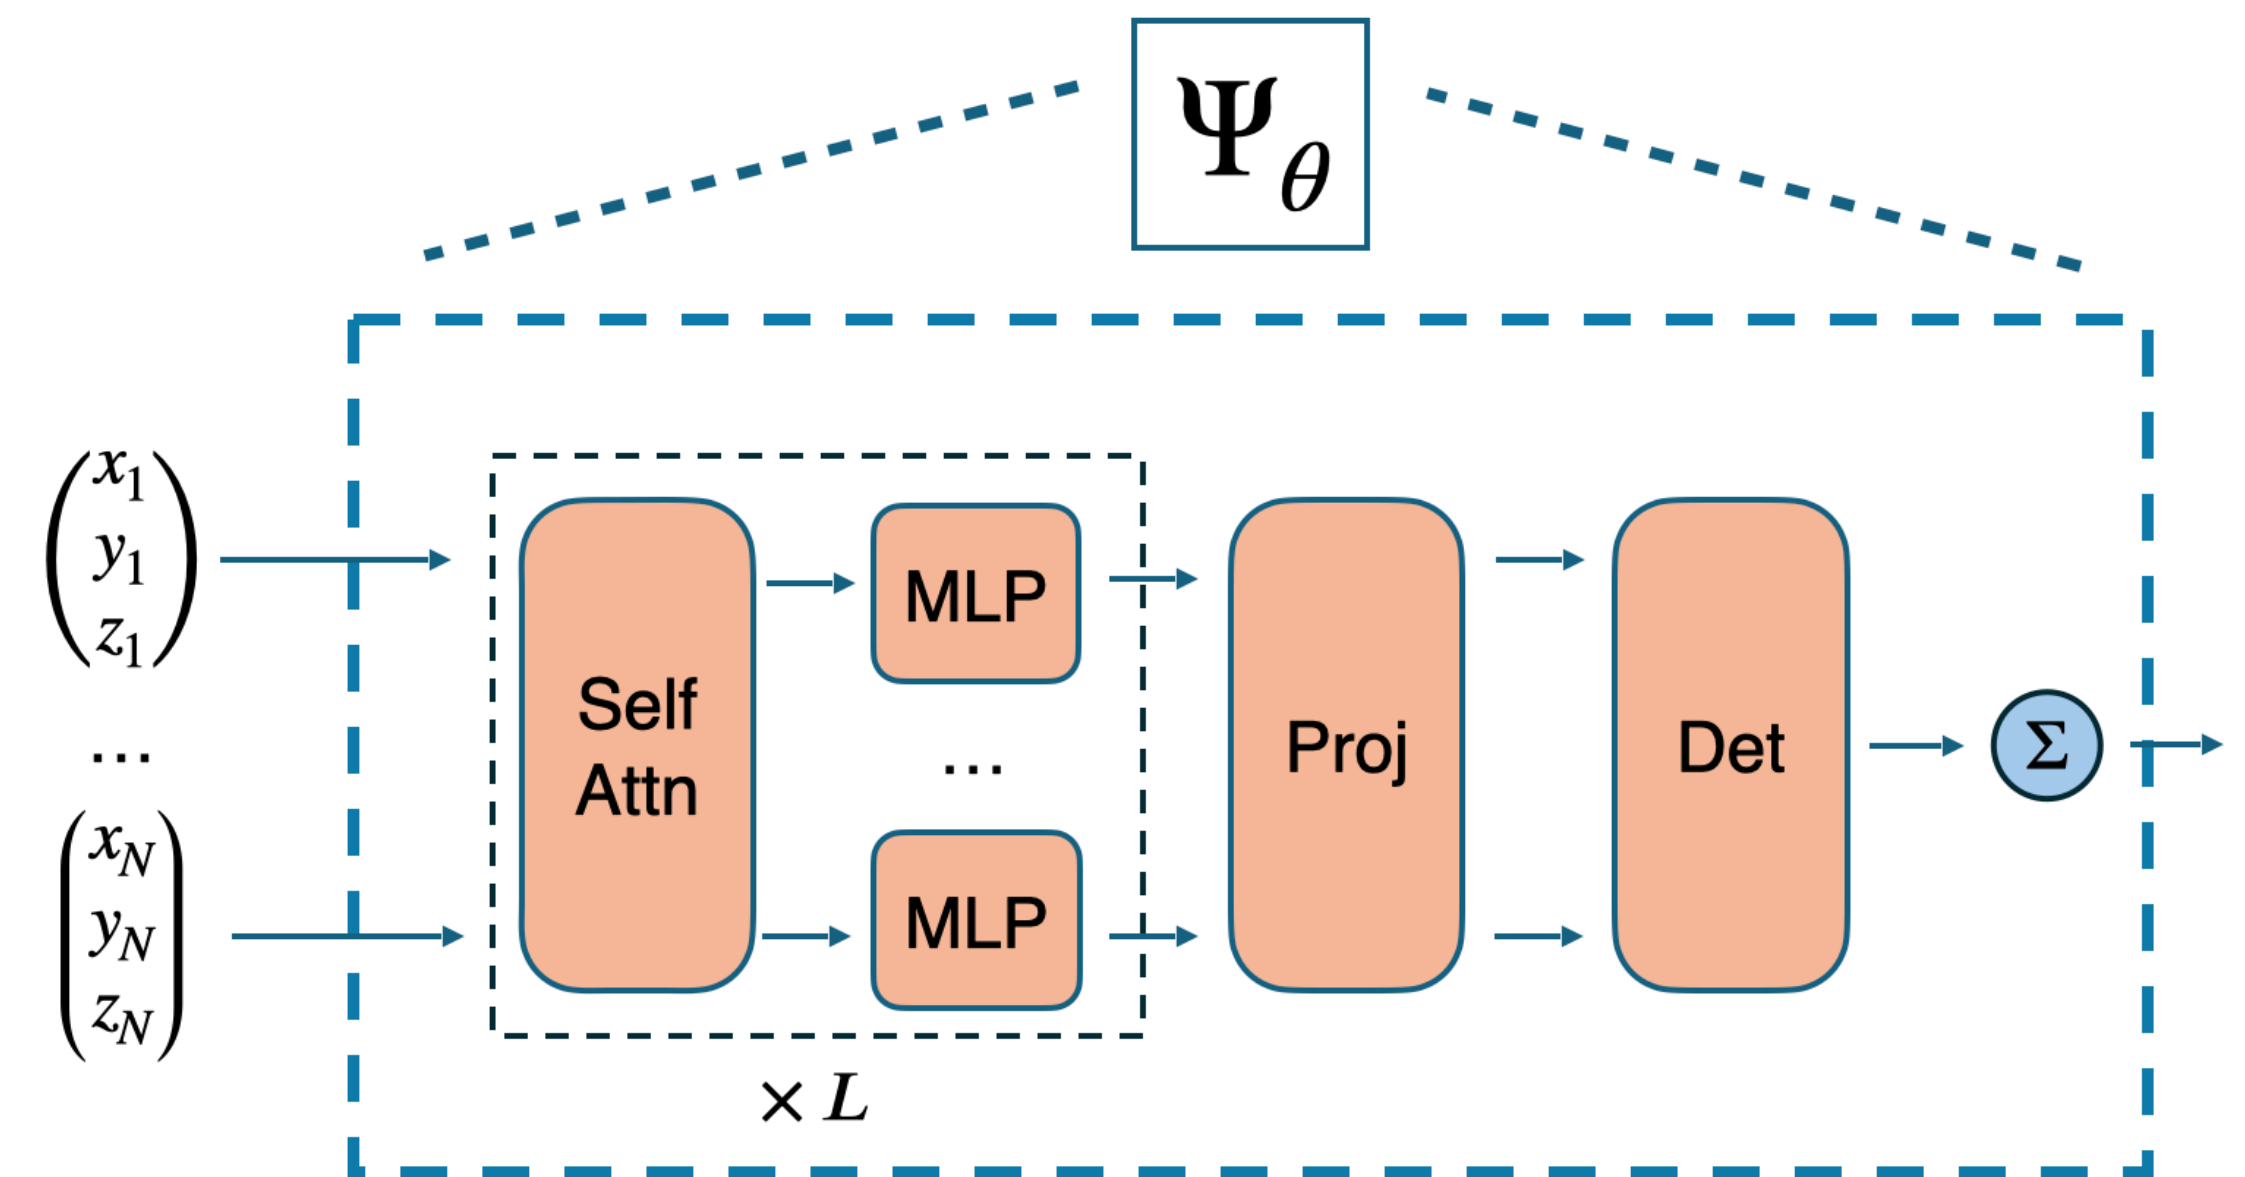 Ψθ
x1
y1
z1
...
xN
yN
zN
Self
Attn
MLP
...
MLP
Proj
Det
Σ
× L